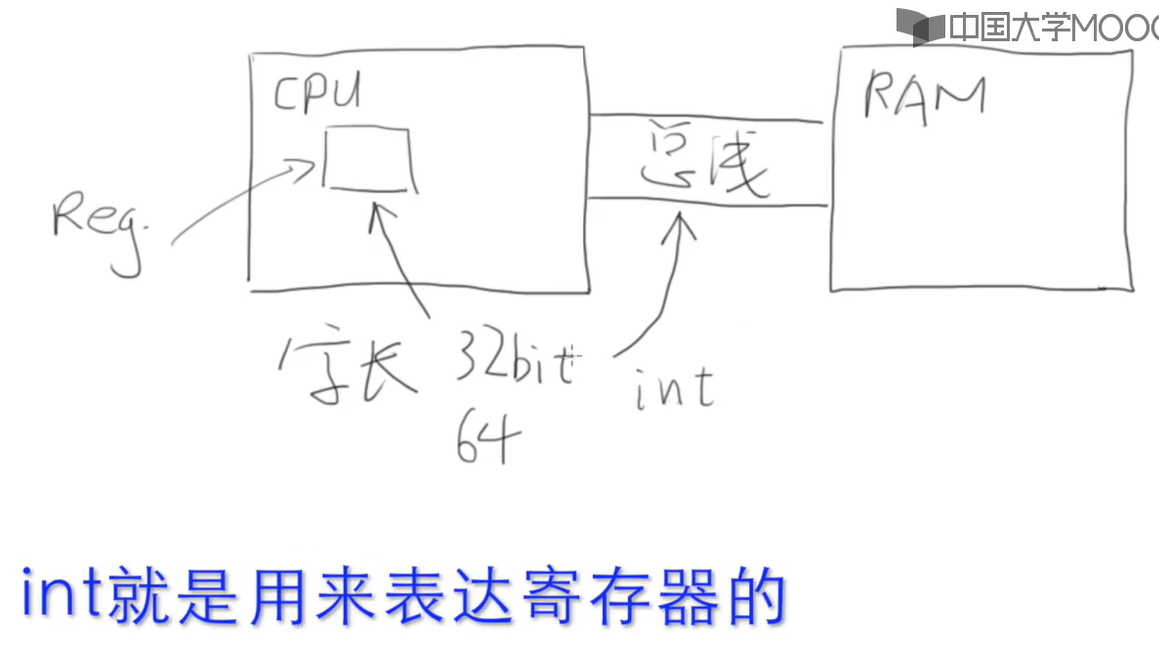 中国大学MOOC
CPU
RAM
总线
Reg.
字长 32bit int
64
int就是用来表达寄存器的